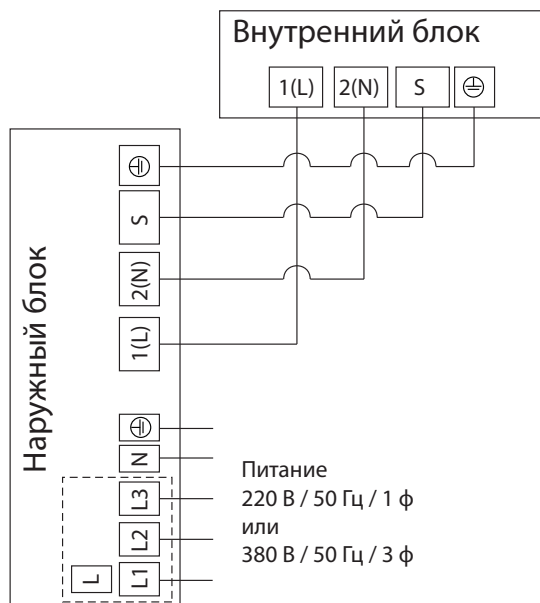 Внутренний блок
1(L) 2(N) S
Наружный блок
S
2(N)
1(L)
N
L3
L2
L L1
Питание
220 В / 50 Гц / 1 ф
или
380 В / 50 Гц / 3 ф